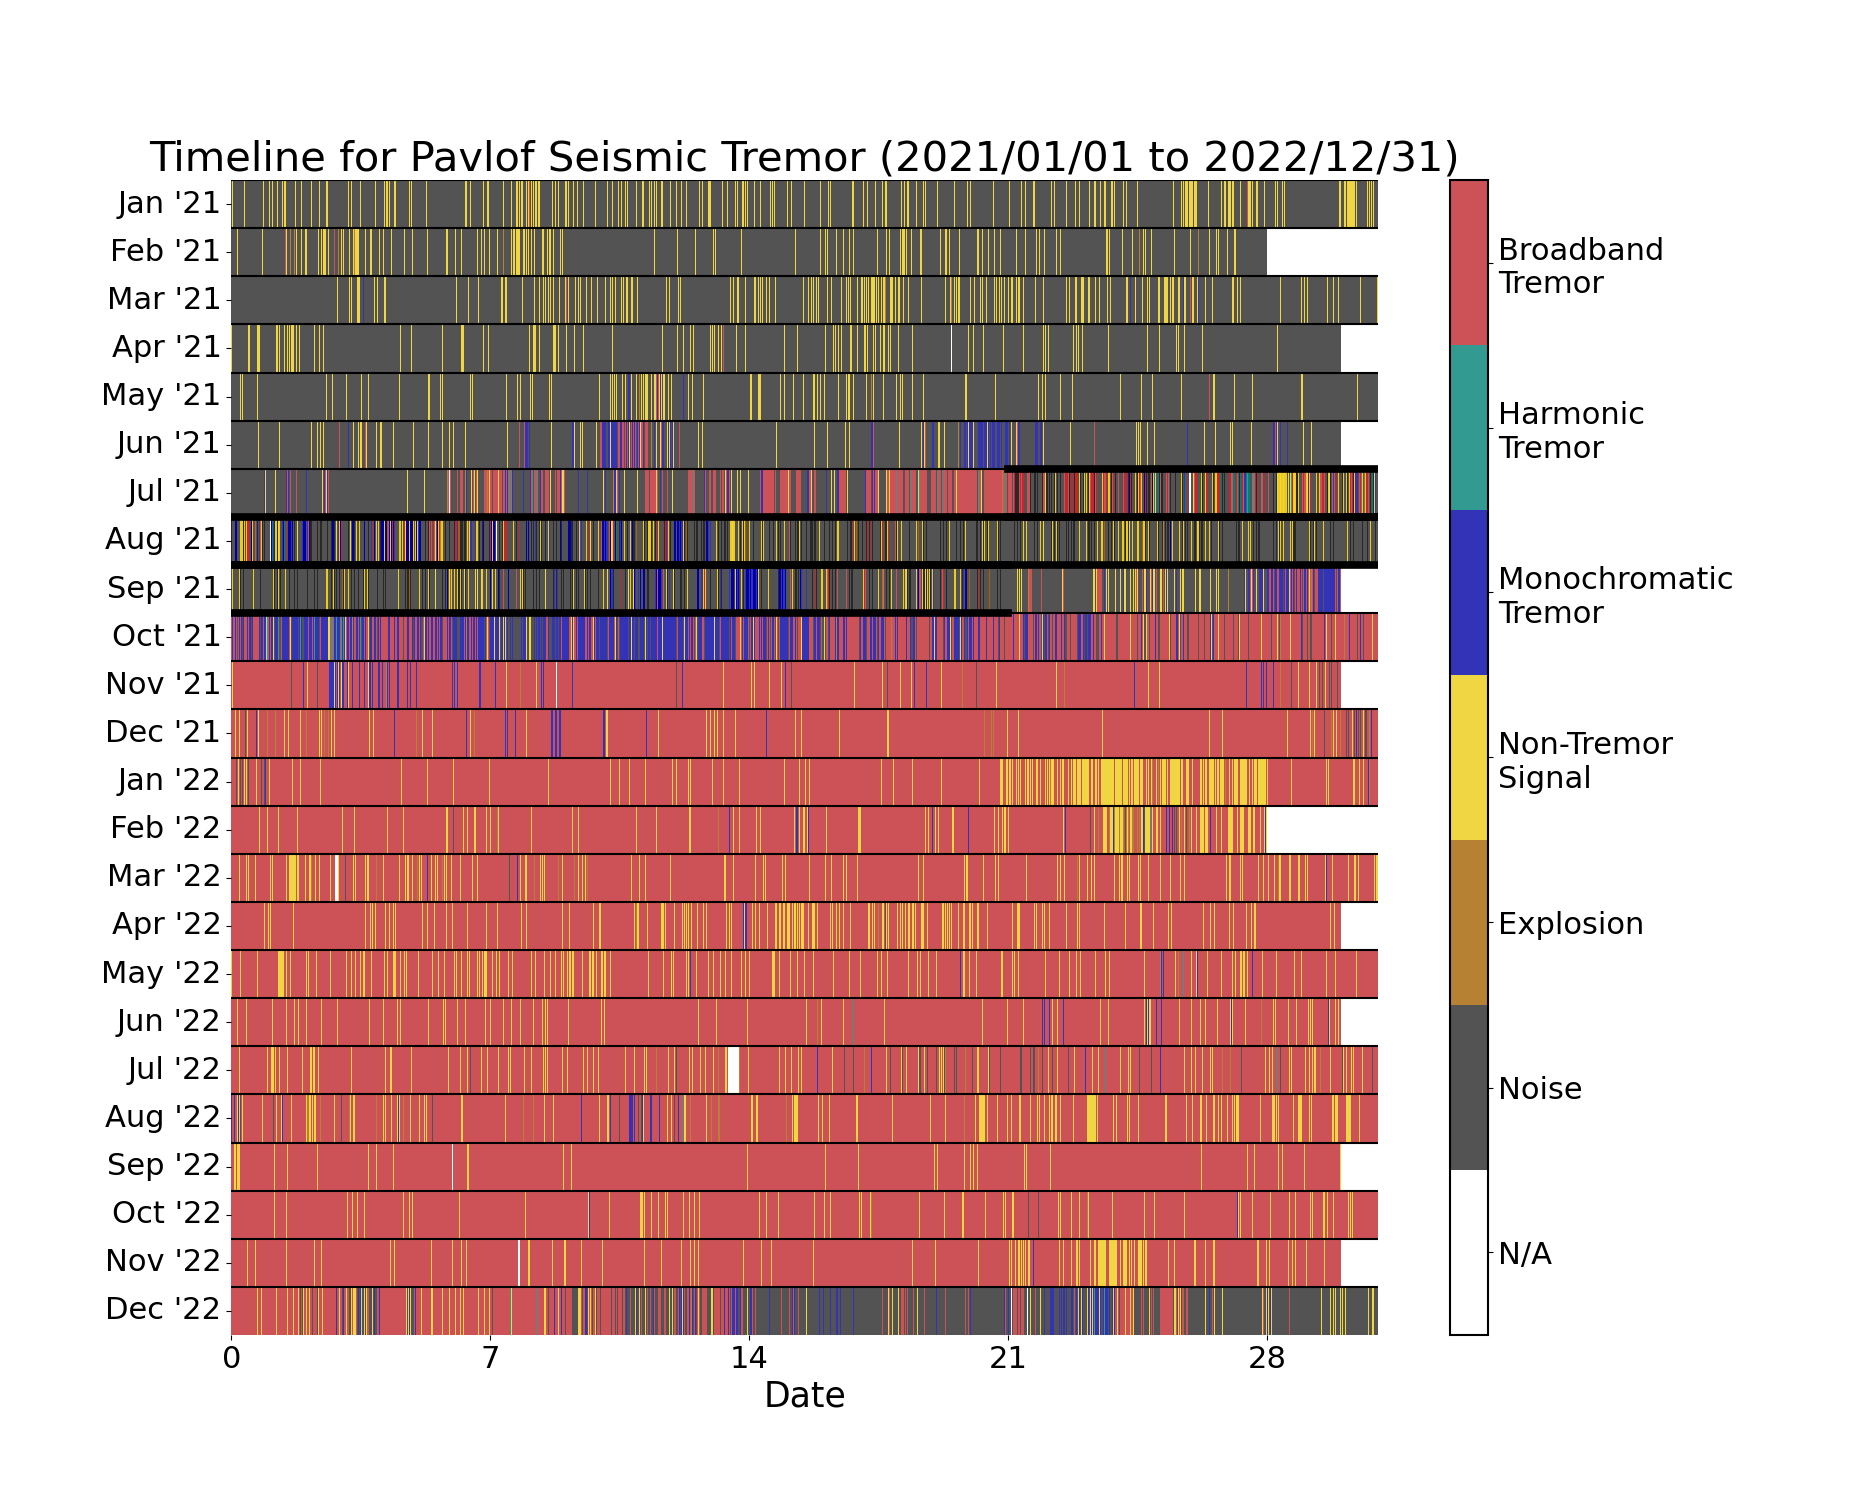 Timeline for Pavlof Seismic Tremor (2021/01/01 to 2022/12/31)
Jan '21
Feb '21
Mar '21
Apr '21
May '21
Jun '21
Jul '21
Aug '21
Sep '21
Oct '21
Nov '21
Dec '21
Jan '22
Feb '22
Mar '22
Apr '22
May '22
Jun '22
Jul '22
Aug '22
Sep '22
Oct '22
Nov '22
Dec '22
0 7 14 21 28
Date
Broadband
Tremor
Harmonic
Tremor
Monochromatic
Tremor
Non-Tremor
Signal
Explosion
Noise
N/A